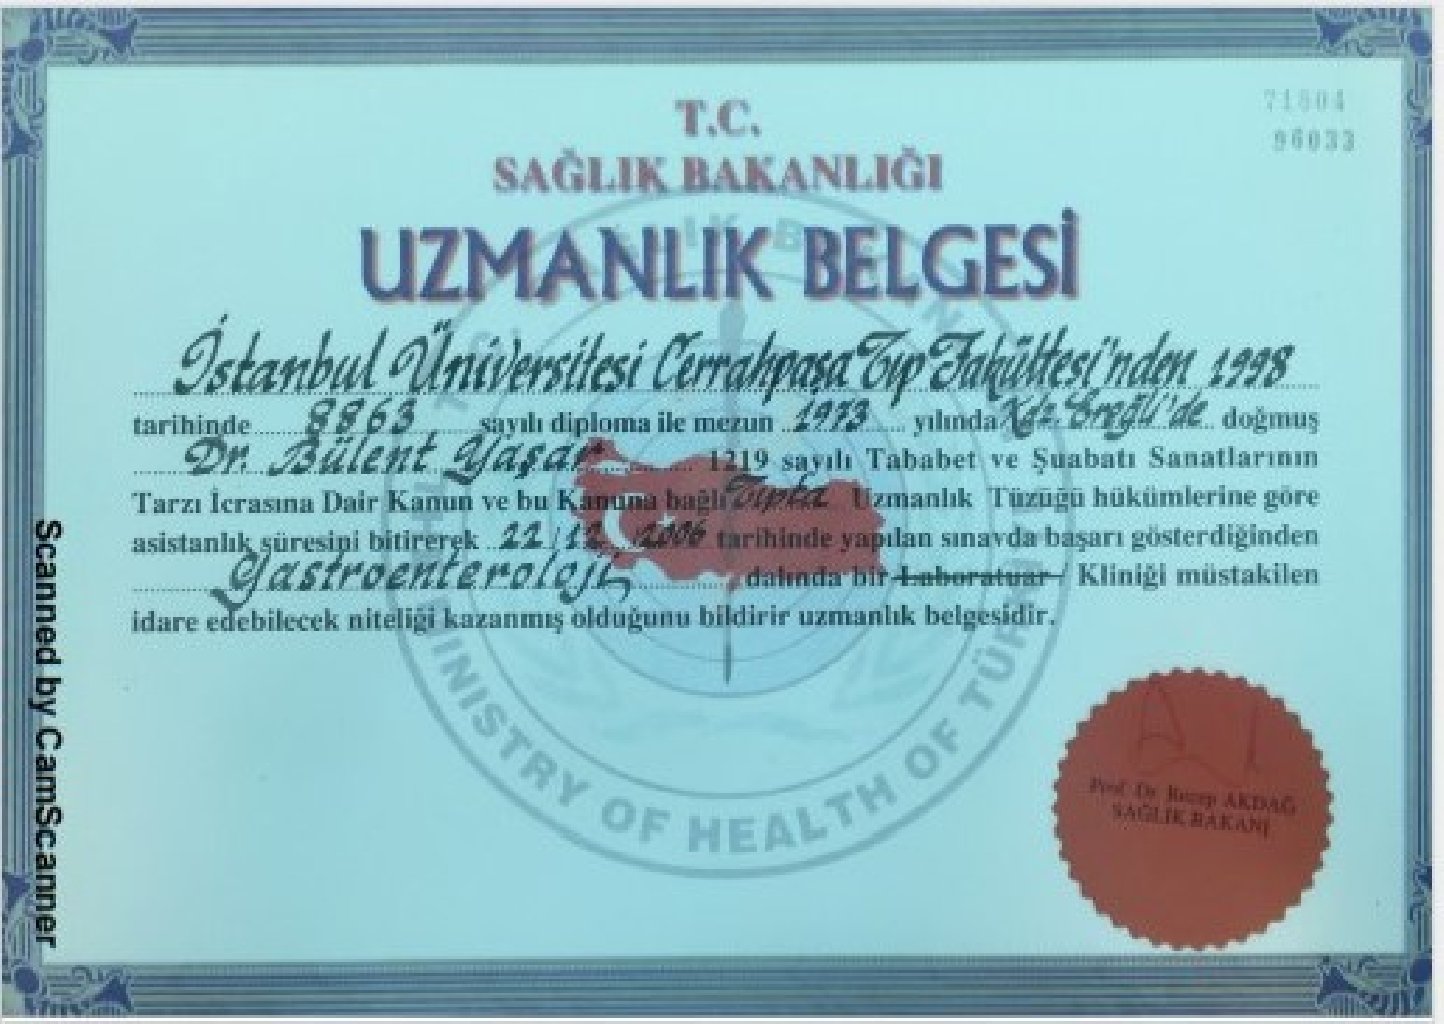 71804
96033
T.C.
SAĞLIK BAKANLIĞI
UZMANLIK BELGESİ
İstanbul Üniversitesi Cerrahpaşa Tıp Fakültesi'nden 1998
tarihinde 8863 sayılı diploma ile mezun 1973 yılında Kdz. Ereğli'de doğmuş
Dr. Bülent Yaşar 1219 sayılı Tababet ve Şuabatı Sanatlarının
Tarzı İcrasına Dair Kanun ve bu Kanuna bağlı Tıpta Uzmanlık Tüzüğü hükümlerine göre
asistanlık süresini bitirerek 22/12/2006 tarihinde yapılan sınavda başarı gösterdiğinden
Gastroenteroloji dalında bir Laboratuar Kliniği müstakilen
idare edebilecek niteliği kazanmış olduğunu bildirir uzmanlık belgesidir.
MINISTRY OF HEALTH OF TÜRK
Prof. Dr. Recep AKDAĞ
SAĞLIK BAKANI
Scanned by CamScanner